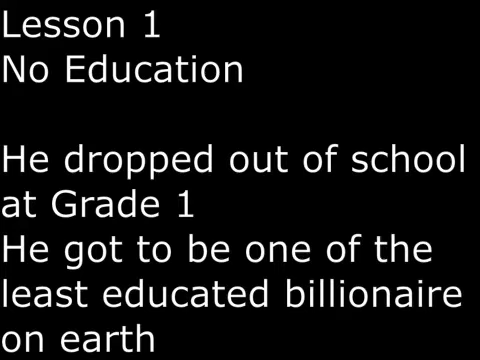 Lesson 1
No Education
He dropped out of school
at Grade 1
He got to be one of the
least educated billionaire
on earth